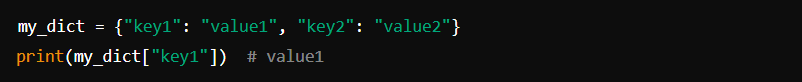 my_dict = {"key1": "value1", "key2": "value2"}
print(my_dict["key1"])  # value1